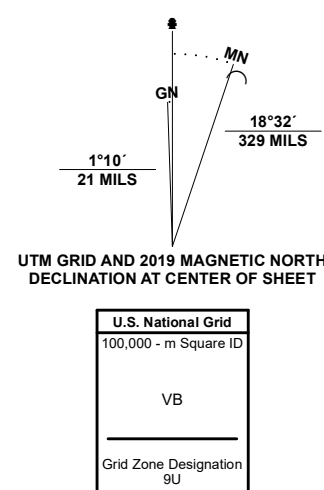 MN
GN
18°32´
329 MILS
1°10´
21 MILS
UTM GRID AND 2019 MAGNETIC NORTH
DECLINATION AT CENTER OF SHEET
U.S. National Grid
100,000 - m Square ID
VB
Grid Zone Designation
9U